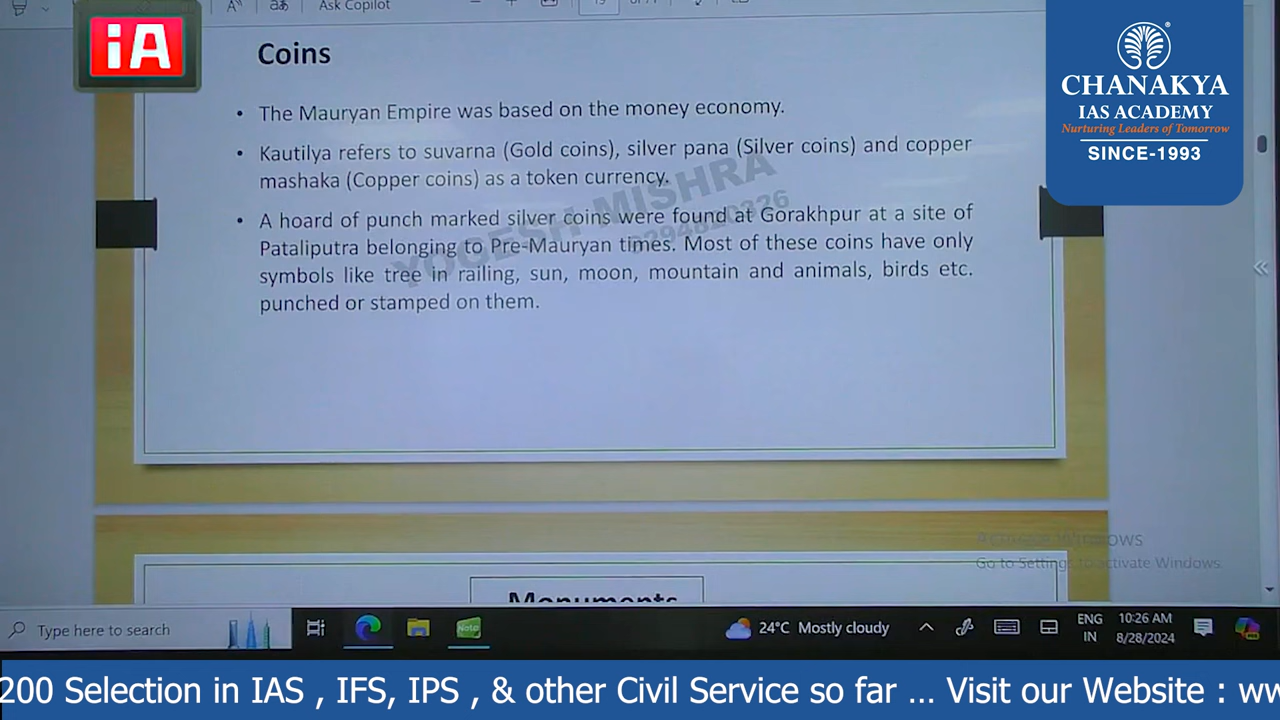 Ask Copilot
iA
Coins
• The Mauryan Empire was based on the money economy.
• Kautilya refers to suvarna (Gold coins), silver pana (Silver coins) and copper
mashaka (Copper coins) as a token currency.
• A hoard of punch marked silver coins were found at Gorakhpur at a site of
Pataliputra belonging to Pre-Mauryan times. Most of these coins have only
symbols like tree in railing, sun, moon, mountain and animals, birds etc.
punched or stamped on them.
YOGESH MISHRA
CHANAKYA
IAS ACADEMY
Nurturing Leaders of Tomorrow
SINCE-1993
Activate Windows
Go to Settings to activate Windows.
Monuments
Type here to search
24°C Mostly cloudy
ENG
IN
10:26 AM
8/28/2024
200 Selection in IAS , IFS, IPS , & other Civil Service so far ... Visit our Website : ww